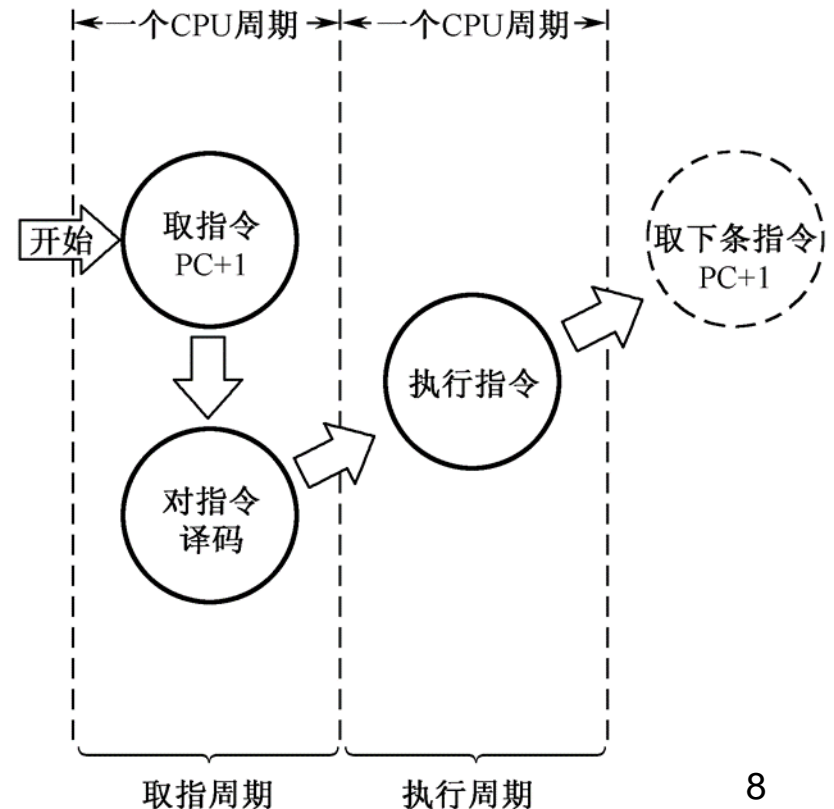 一个CPU周期
一个CPU周期
开始
取指令
PC+1
取下条指令
PC+1
执行指令
对指令
译码
取指周期
执行周期
8